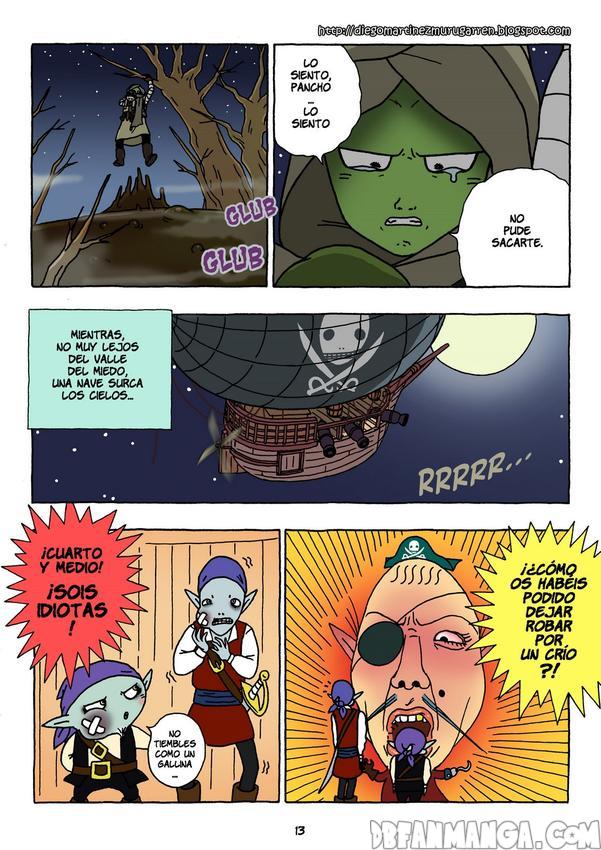 http://diegomartinezmurugarren.blogspot.com
LO
SIENTO,
PANCHO
...
LO
SIENTO
NO
PUDE
SACARTE.
GLUB
GLUB
MIENTRAS,
NO MUY LEJOS
DEL VALLE
DEL MIEDO,
UNA NAVE SURCA
LOS CIELOS...
RRRRR...
¡CUARTO
Y MEDIO!
¡SOIS
IDIOTAS
!
NO
TIEMBLES
COMO UN
GALLINA
...
¡¿CÓMO
OS HABÉIS
PODIDO
DEJAR
ROBAR
POR
UN CRÍO
?!
13
DBFANMANGA.COM